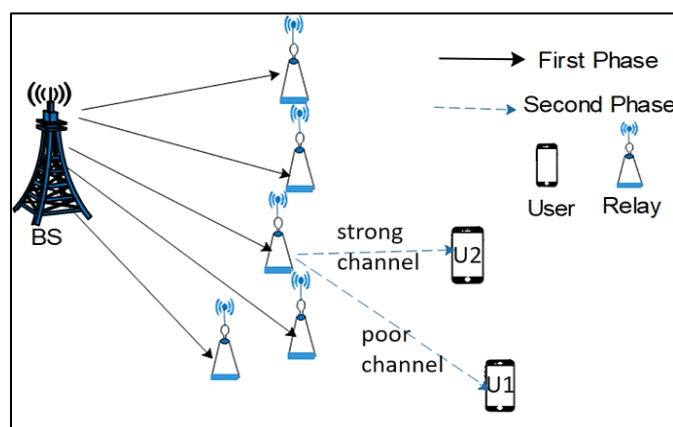 First Phase
Second Phase
User
Relay
BS
strong
channel
U2
poor
channel
U1